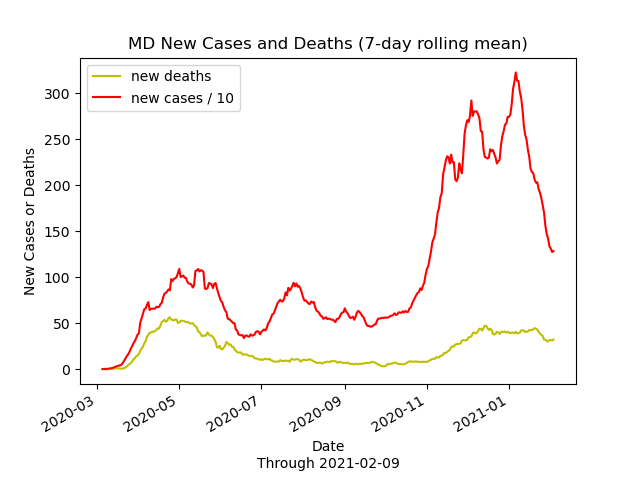 MD New Cases and Deaths (7-day rolling mean)
new deaths
new cases / 10
New Cases or Deaths
300
250
200
150
100
50
0
2020-03
2020-05
2020-07
2020-09
2020-11
2021-01
Date
Through 2021-02-09